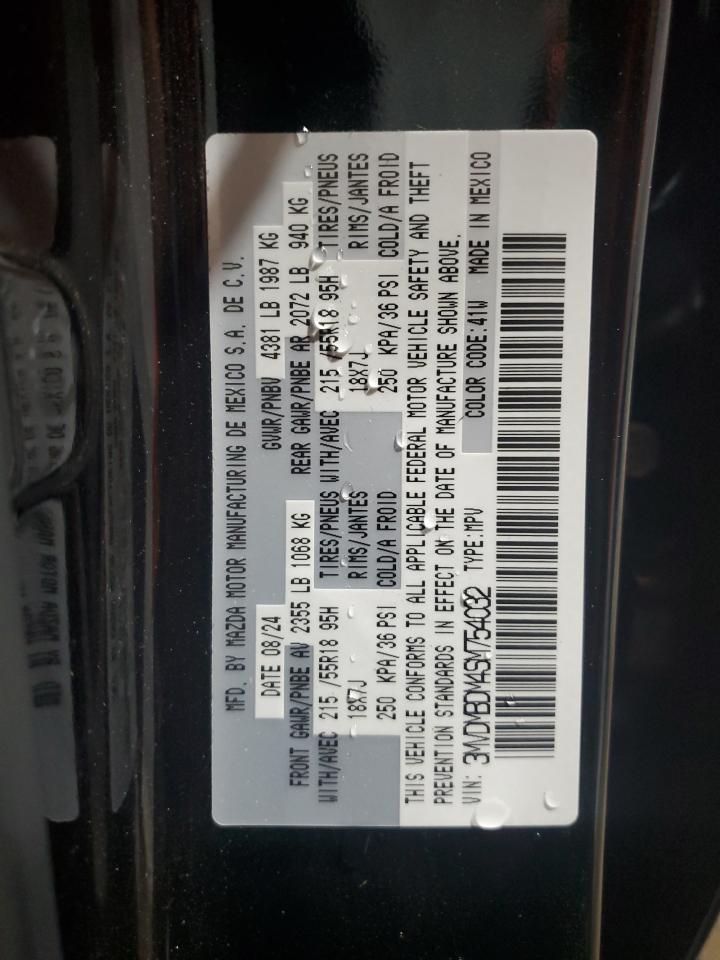 MFD. BY MAZDA MOTOR MANUFACTURING DE MEXICO S.A. DE C.V.
DATE 08/24 GVWR/PNBV 4381 LB 1987 KG
FRONT GAWR/PNBE AV 2355 LB 1068 KG REAR GAWR/PNBE AR 2072 LB 940 KG
WITH/AVEC 215 /55R18 95H TIRES/PNEUS WITH/AVEC 215 /55R18 95H TIRES/PNEUS
18X7J RIMS/JANTES 18X7J RIMS/JANTES
250 KPA/36 PSI COLD/A FROID 250 KPA/36 PSI COLD/A FROID
THIS VEHICLE CONFORMS TO ALL APPLICABLE FEDERAL MOTOR VEHICLE SAFETY AND THEFT
PREVENTION STANDARDS IN EFFECT ON THE DATE OF MANUFACTURE SHOWN ABOVE.
VIN: 3MVDMBDM4SM754032 TYPE:MPV COLOR CODE:41W MADE IN MEXICO